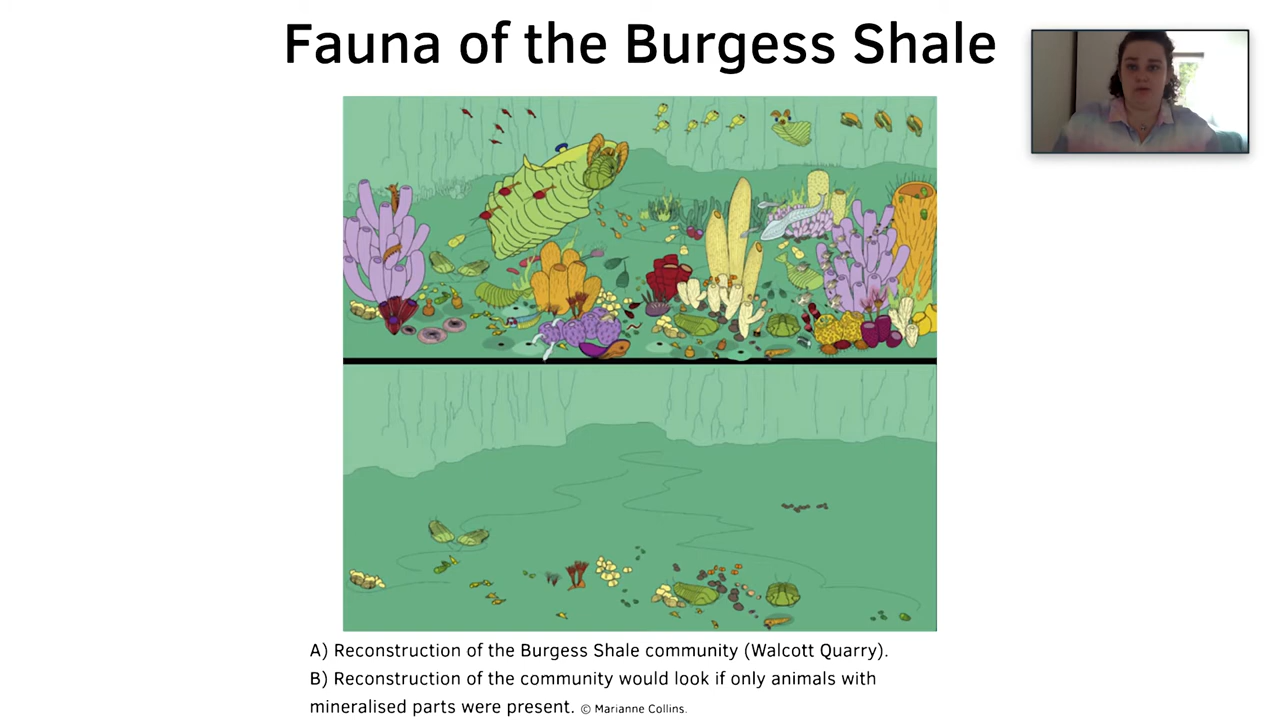 Fauna of the Burgess Shale
A) Reconstruction of the Burgess Shale community (Walcott Quarry).
B) Reconstruction of the community would look if only animals with
mineralised parts were present. © Marianne Collins.